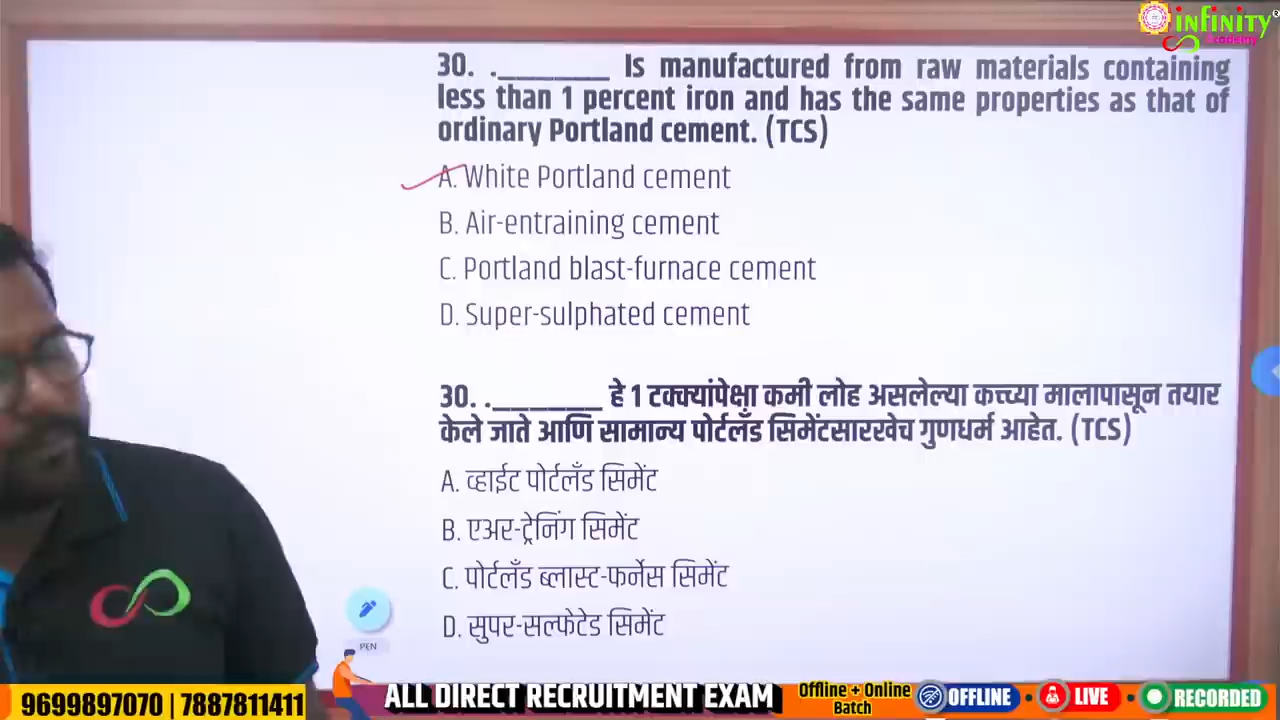 infinity
Academy
30. .________ Is manufactured from raw materials containing
less than 1 percent iron and has the same properties as that of
ordinary Portland cement. (TCS)
A. White Portland cement
B. Air-entraining cement
C. Portland blast-furnace cement
D. Super-sulphated cement
30. .________ हे 1 टक्क्यांपेक्षा कमी लोह असलेल्या कच्च्या मालापासून तयार
केले जाते आणि सामान्य पोर्टलँड सिमेंटसारखेच गुणधर्म आहेत. (TCS)
A. व्हाईट पोर्टलँड सिमेंट
B. एअर-ट्रेनिंग सिमेंट
C. पोर्टलँड ब्लास्ट-फर्नेस सिमेंट
D. सुपर-सल्फेटेड सिमेंट
PEN
9699897070 | 7887811411
ALL DIRECT RECRUITMENT EXAM
Offline + Online
Batch
OFFLINE • LIVE • RECORDED